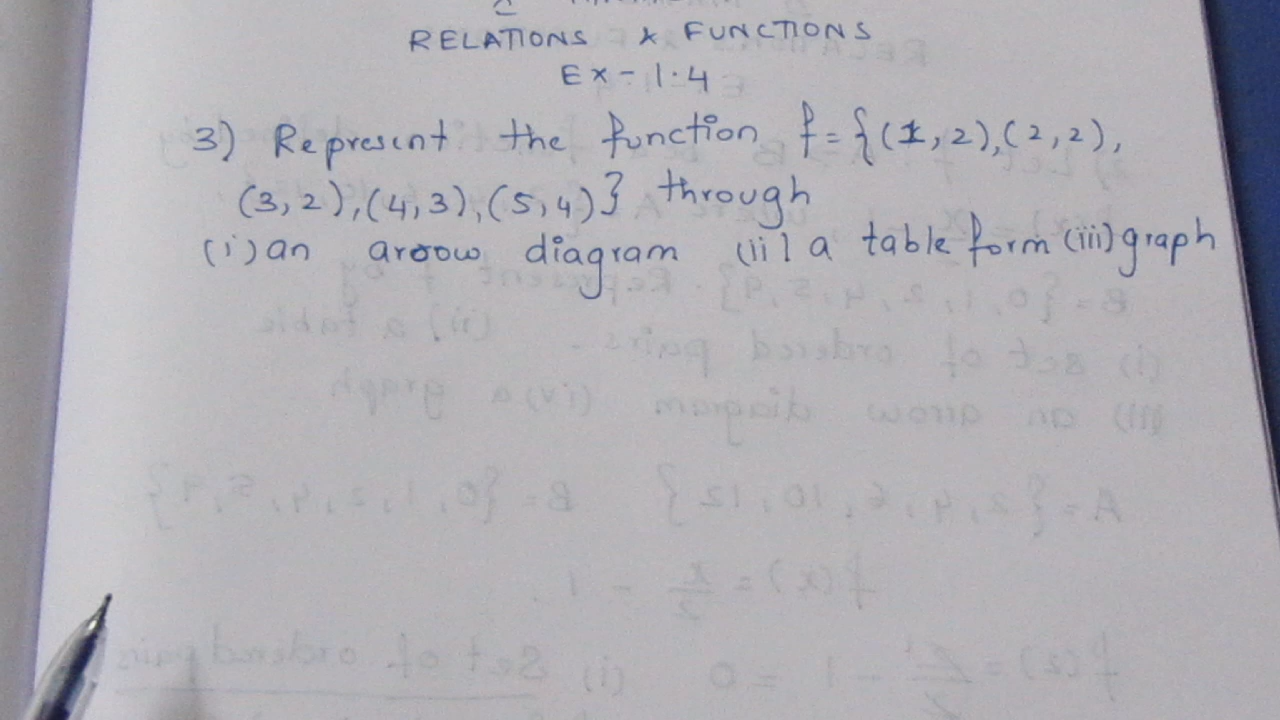 RELATIONS & FUNCTIONS
Ex - 1.4
3) Represent the function f = {(1,2),(2,2),
(3,2),(4,3),(5,4)} through
(i) an arrow diagram (ii) a table form (iii) graph